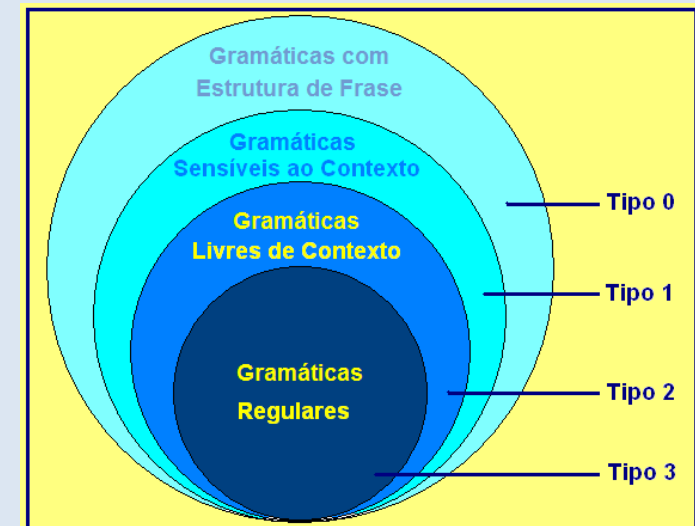 Gramáticas com
Estrutura de Frase
Gramáticas
Sensíveis ao Contexto
Gramáticas
Livres de Contexto
Gramáticas
Regulares
Tipo 0
Tipo 1
Tipo 2
Tipo 3